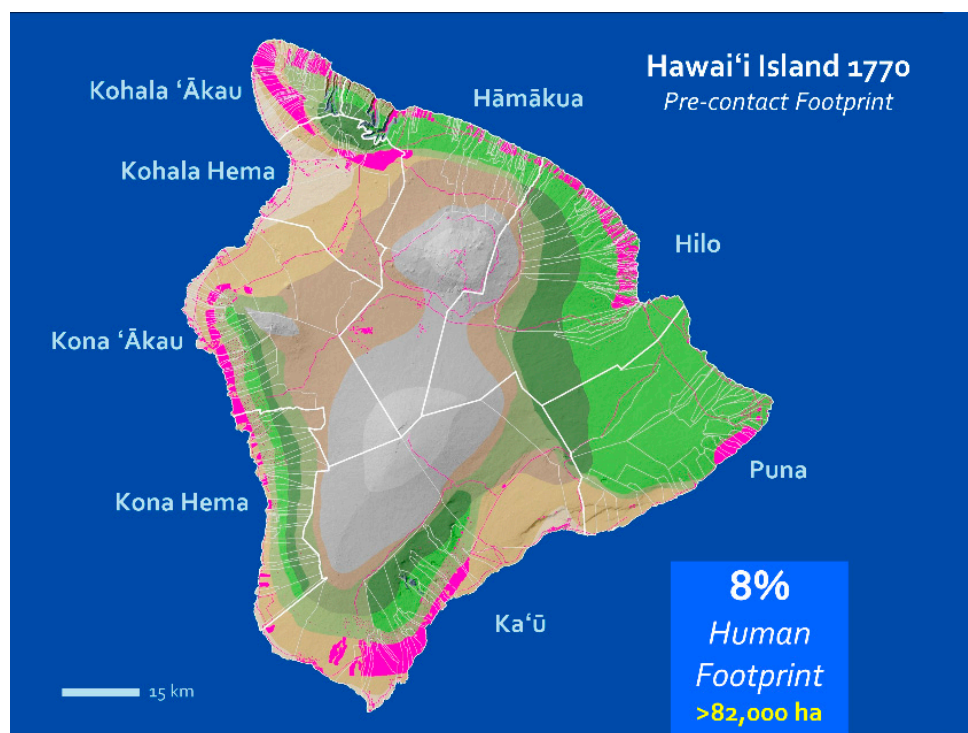 Hawaiʻi Island 1770
Pre-contact Footprint
Kohala ʻĀkau
Hāmākua
Kohala Hema
Hilo
Kona ʻĀkau
Kona Hema
Puna
Kaʻū
15 km
8%
Human
Footprint
>82,000 ha